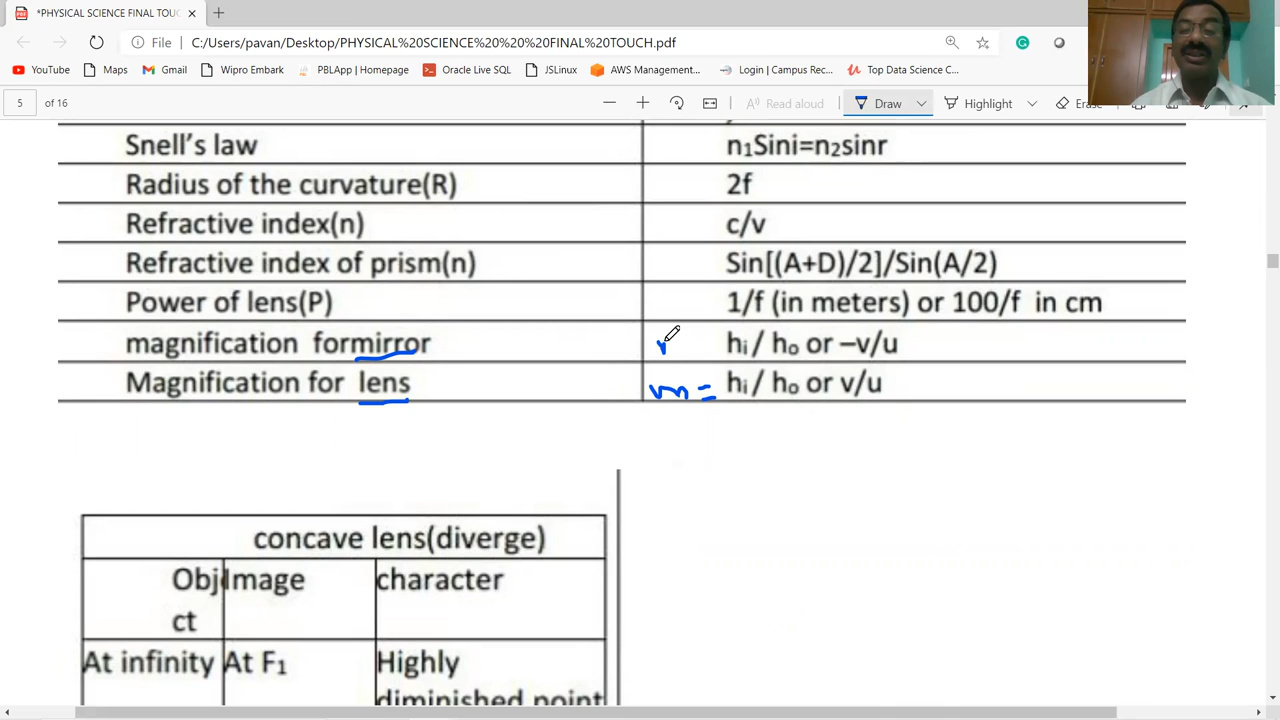 *PHYSICAL SCIENCE FINAL TOUC
File C:/Users/pavan/Desktop/PHYSICAL%20SCIENCE%20%20%20FINAL%20TOUCH.pdf
YouTube Maps Gmail Wipro Embark PBLApp | Homepage Oracle Live SQL JSLinux AWS Management... Login | Campus Rec... Top Data Science C...
5 of 16 Read aloud Draw Highlight Erase
Snell's law n₁Sini=n₂sinr
Radius of the curvature(R) 2f
Refractive index(n) c/v
Refractive index of prism(n) Sin[(A+D)/2]/Sin(A/2)
Power of lens(P) 1/f (in meters) or 100/f in cm
magnification formirror hᵢ/ hₒ or –v/u
Magnification for lens m = hᵢ/ hₒ or v/u
concave lens(diverge)
Obj Image character
ct
At infinity At F₁ Highly
diminished point